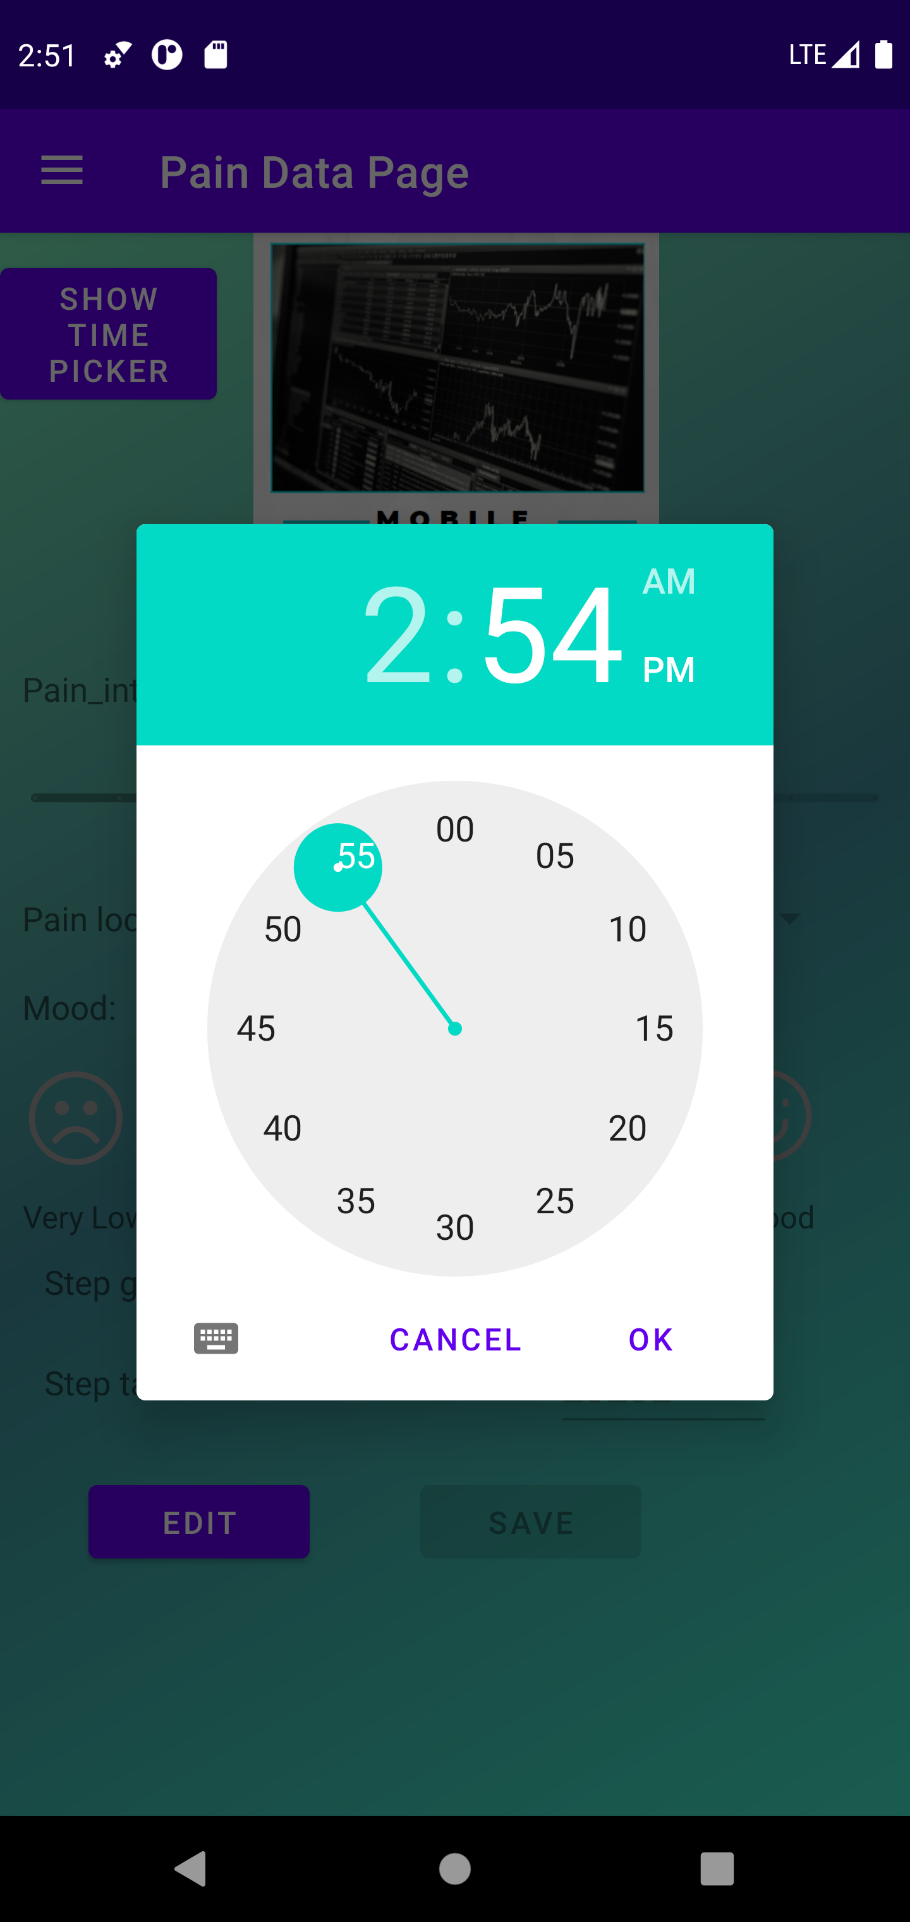 2:51
LTE
Pain Data Page
SHOW
TIME
PICKER
MOBILE
2:54
AM
PM
Pain_int
00
55
05
50
10
Pain loc
45
15
Mood:
40
20
35
25
30
Very Low
ood
Step g
CANCEL
OK
Step ta
EDIT
SAVE